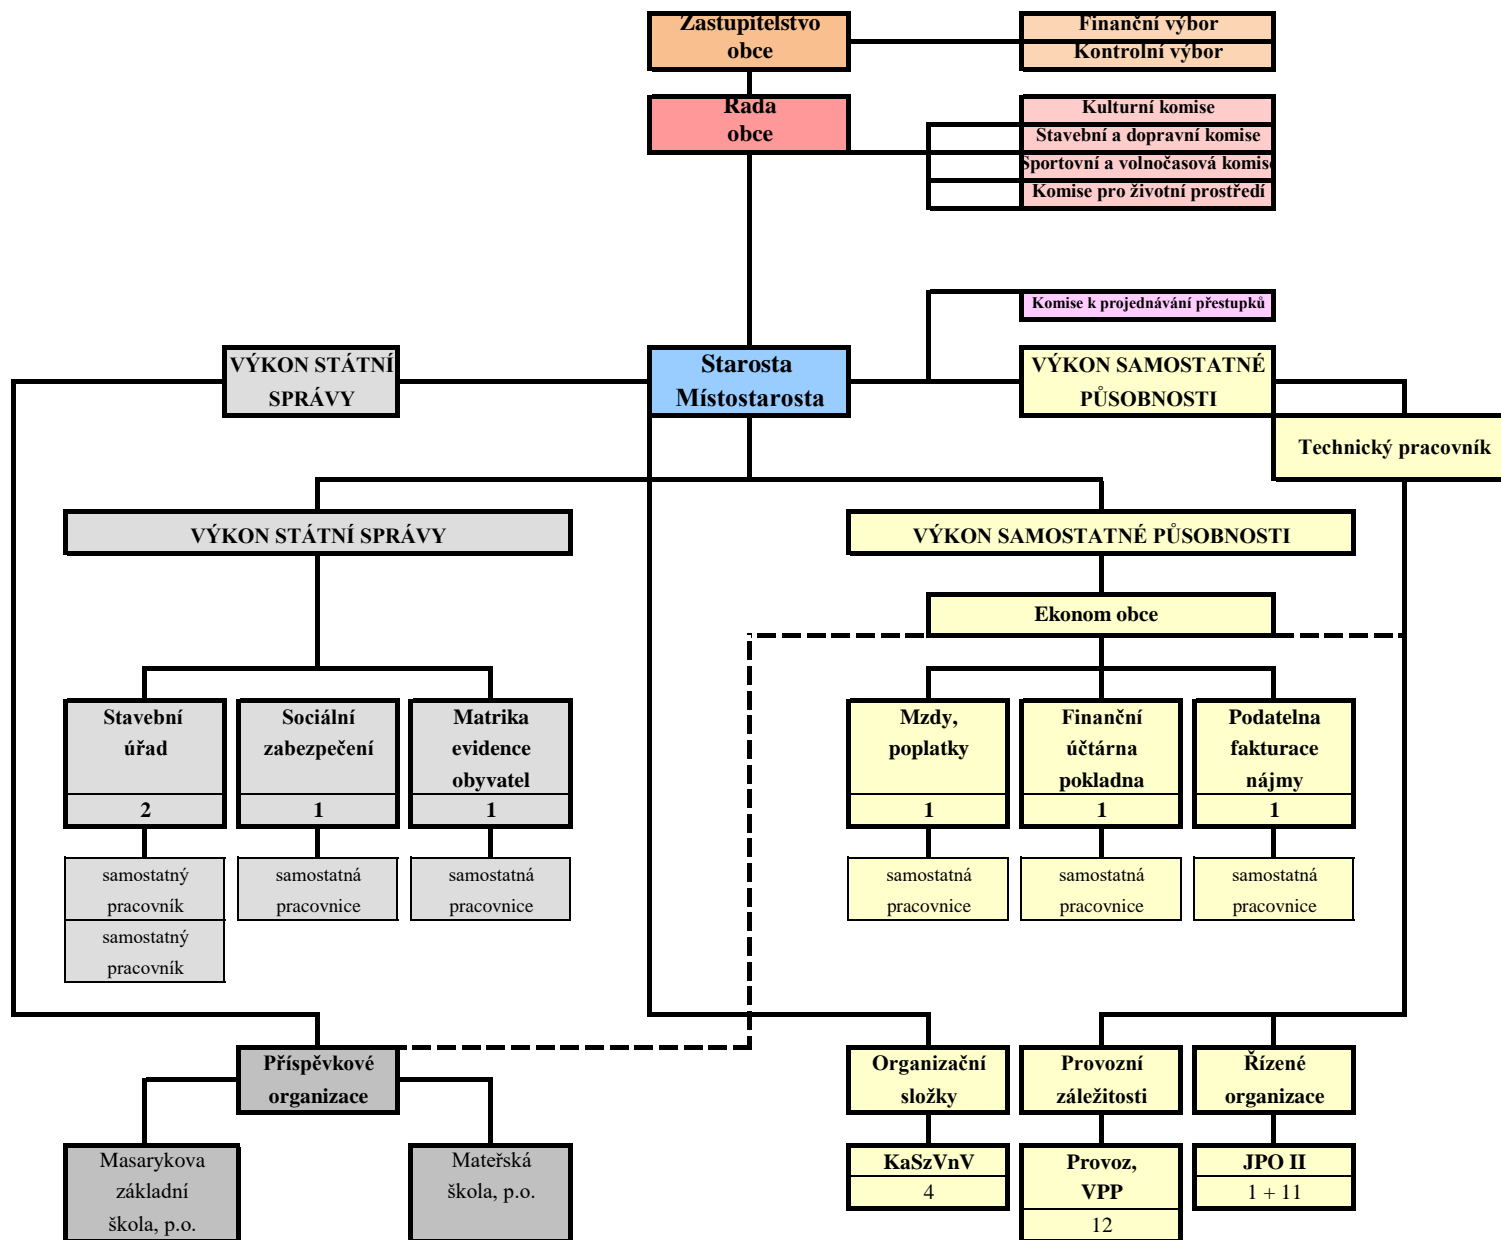 Zastupitelstvo
obce
Finanční výbor
Kontrolní výbor
Rada
obce
Kulturní komise
Stavební a dopravní komise
Sportovní a volnočasová komise
Komise pro životní prostředí
Komise k projednávání přestupků
VÝKON STÁTNÍ
SPRÁVY
Starosta
Místostarosta
VÝKON SAMOSTATNÉ
PŮSOBNOSTI
Technický pracovník
VÝKON STÁTNÍ SPRÁVY
VÝKON SAMOSTATNÉ PŮSOBNOSTI
Ekonom obce
Stavební
úřad
2
Sociální
zabezpečení
1
Matrika
evidence
obyvatel
1
Mzdy,
poplatky
1
Finanční
účtárna
pokladna
1
Podatelna
fakturace
nájmy
1
samostatný
pracovník
samostatný
pracovník
samostatná
pracovnice
samostatná
pracovnice
samostatná
pracovnice
samostatná
pracovnice
samostatná
pracovnice
Příspěvkové
organizace
Organizační
složky
Provozní
záležitosti
Řízené
organizace
Masarykova
základní
škola, p.o.
Mateřská
škola, p.o.
KaSzVnV
4
Provoz,
VPP
12
JPO II
1 + 11